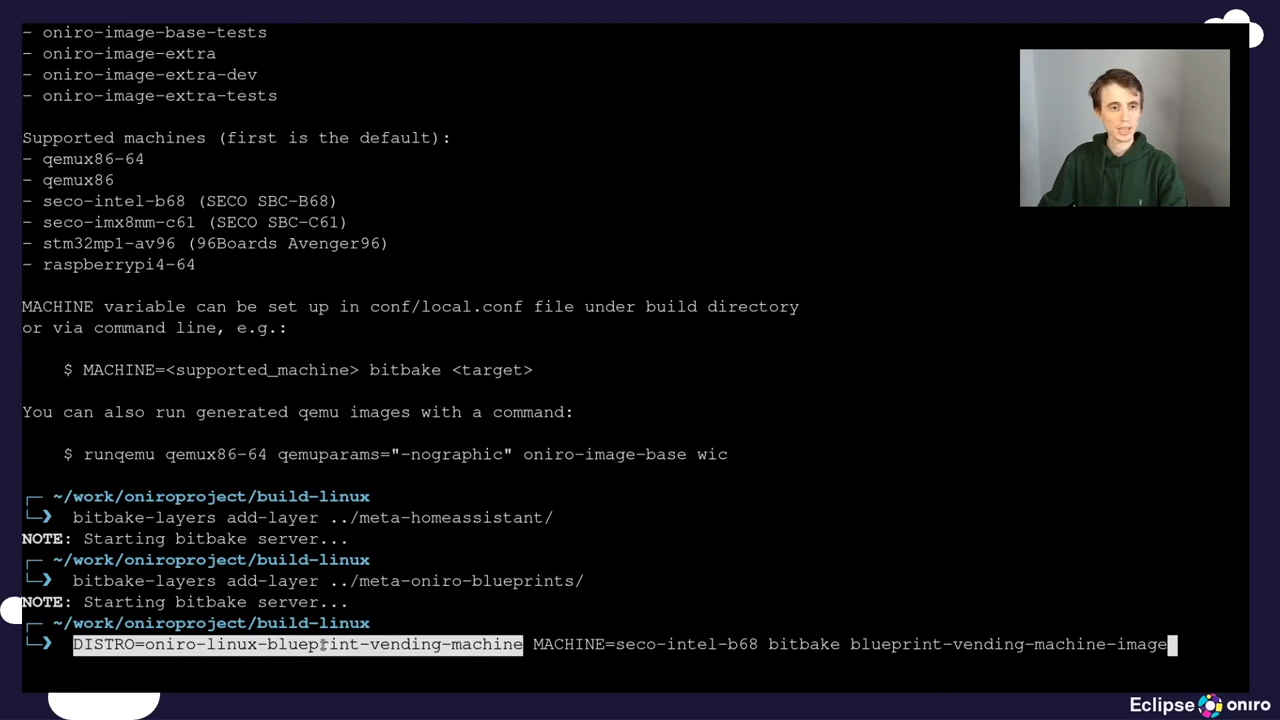 - oniro-image-base-tests
- oniro-image-extra
- oniro-image-extra-dev
- oniro-image-extra-tests
Supported machines (first is the default):
- qemux86-64
- qemux86
- seco-intel-b68 (SECO SBC-B68)
- seco-imx8mm-c61 (SECO SBC-C61)
- stm32mp1-av96 (96Boards Avenger96)
- raspberrypi4-64
MACHINE variable can be set up in conf/local.conf file under build directory
or via command line, e.g.:
$ MACHINE=<supported_machine> bitbake <target>
You can also run generated qemu images with a command:
$ runqemu qemux86-64 qemuparams="-nographic" oniro-image-base wic
~/work/oniroproject/build-linux
bitbake-layers add-layer ../meta-homeassistant/
NOTE: Starting bitbake server...
~/work/oniroproject/build-linux
bitbake-layers add-layer ../meta-oniro-blueprints/
NOTE: Starting bitbake server...
~/work/oniroproject/build-linux
DISTRO=oniro-linux-blueprint-vending-machine MACHINE=seco-intel-b68 bitbake blueprint-vending-machine-image
Eclipse oniro